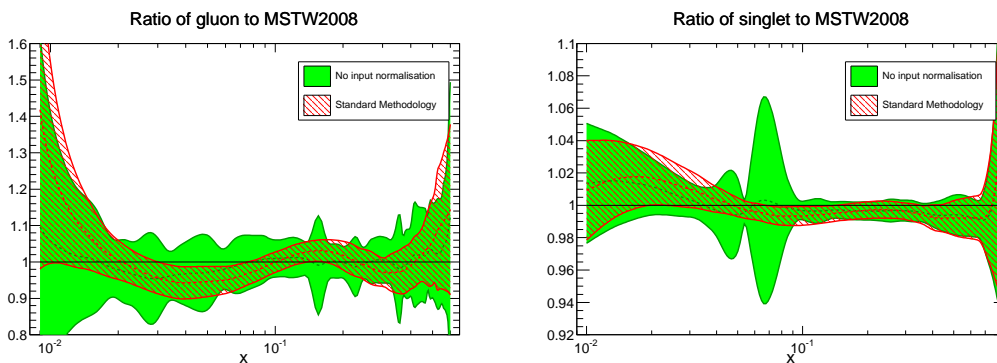 Ratio of gluon to MSTW2008
1.6
1.5
1.4
1.3
1.2
1.1
1
0.9
0.8
No input normalisation
Standard Methodology
10-2
10-1
x
Ratio of singlet to MSTW2008
1.1
1.08
1.06
1.04
1.02
1
0.98
0.96
0.94
0.92
No input normalisation
Standard Methodology
10-2
10-1
x